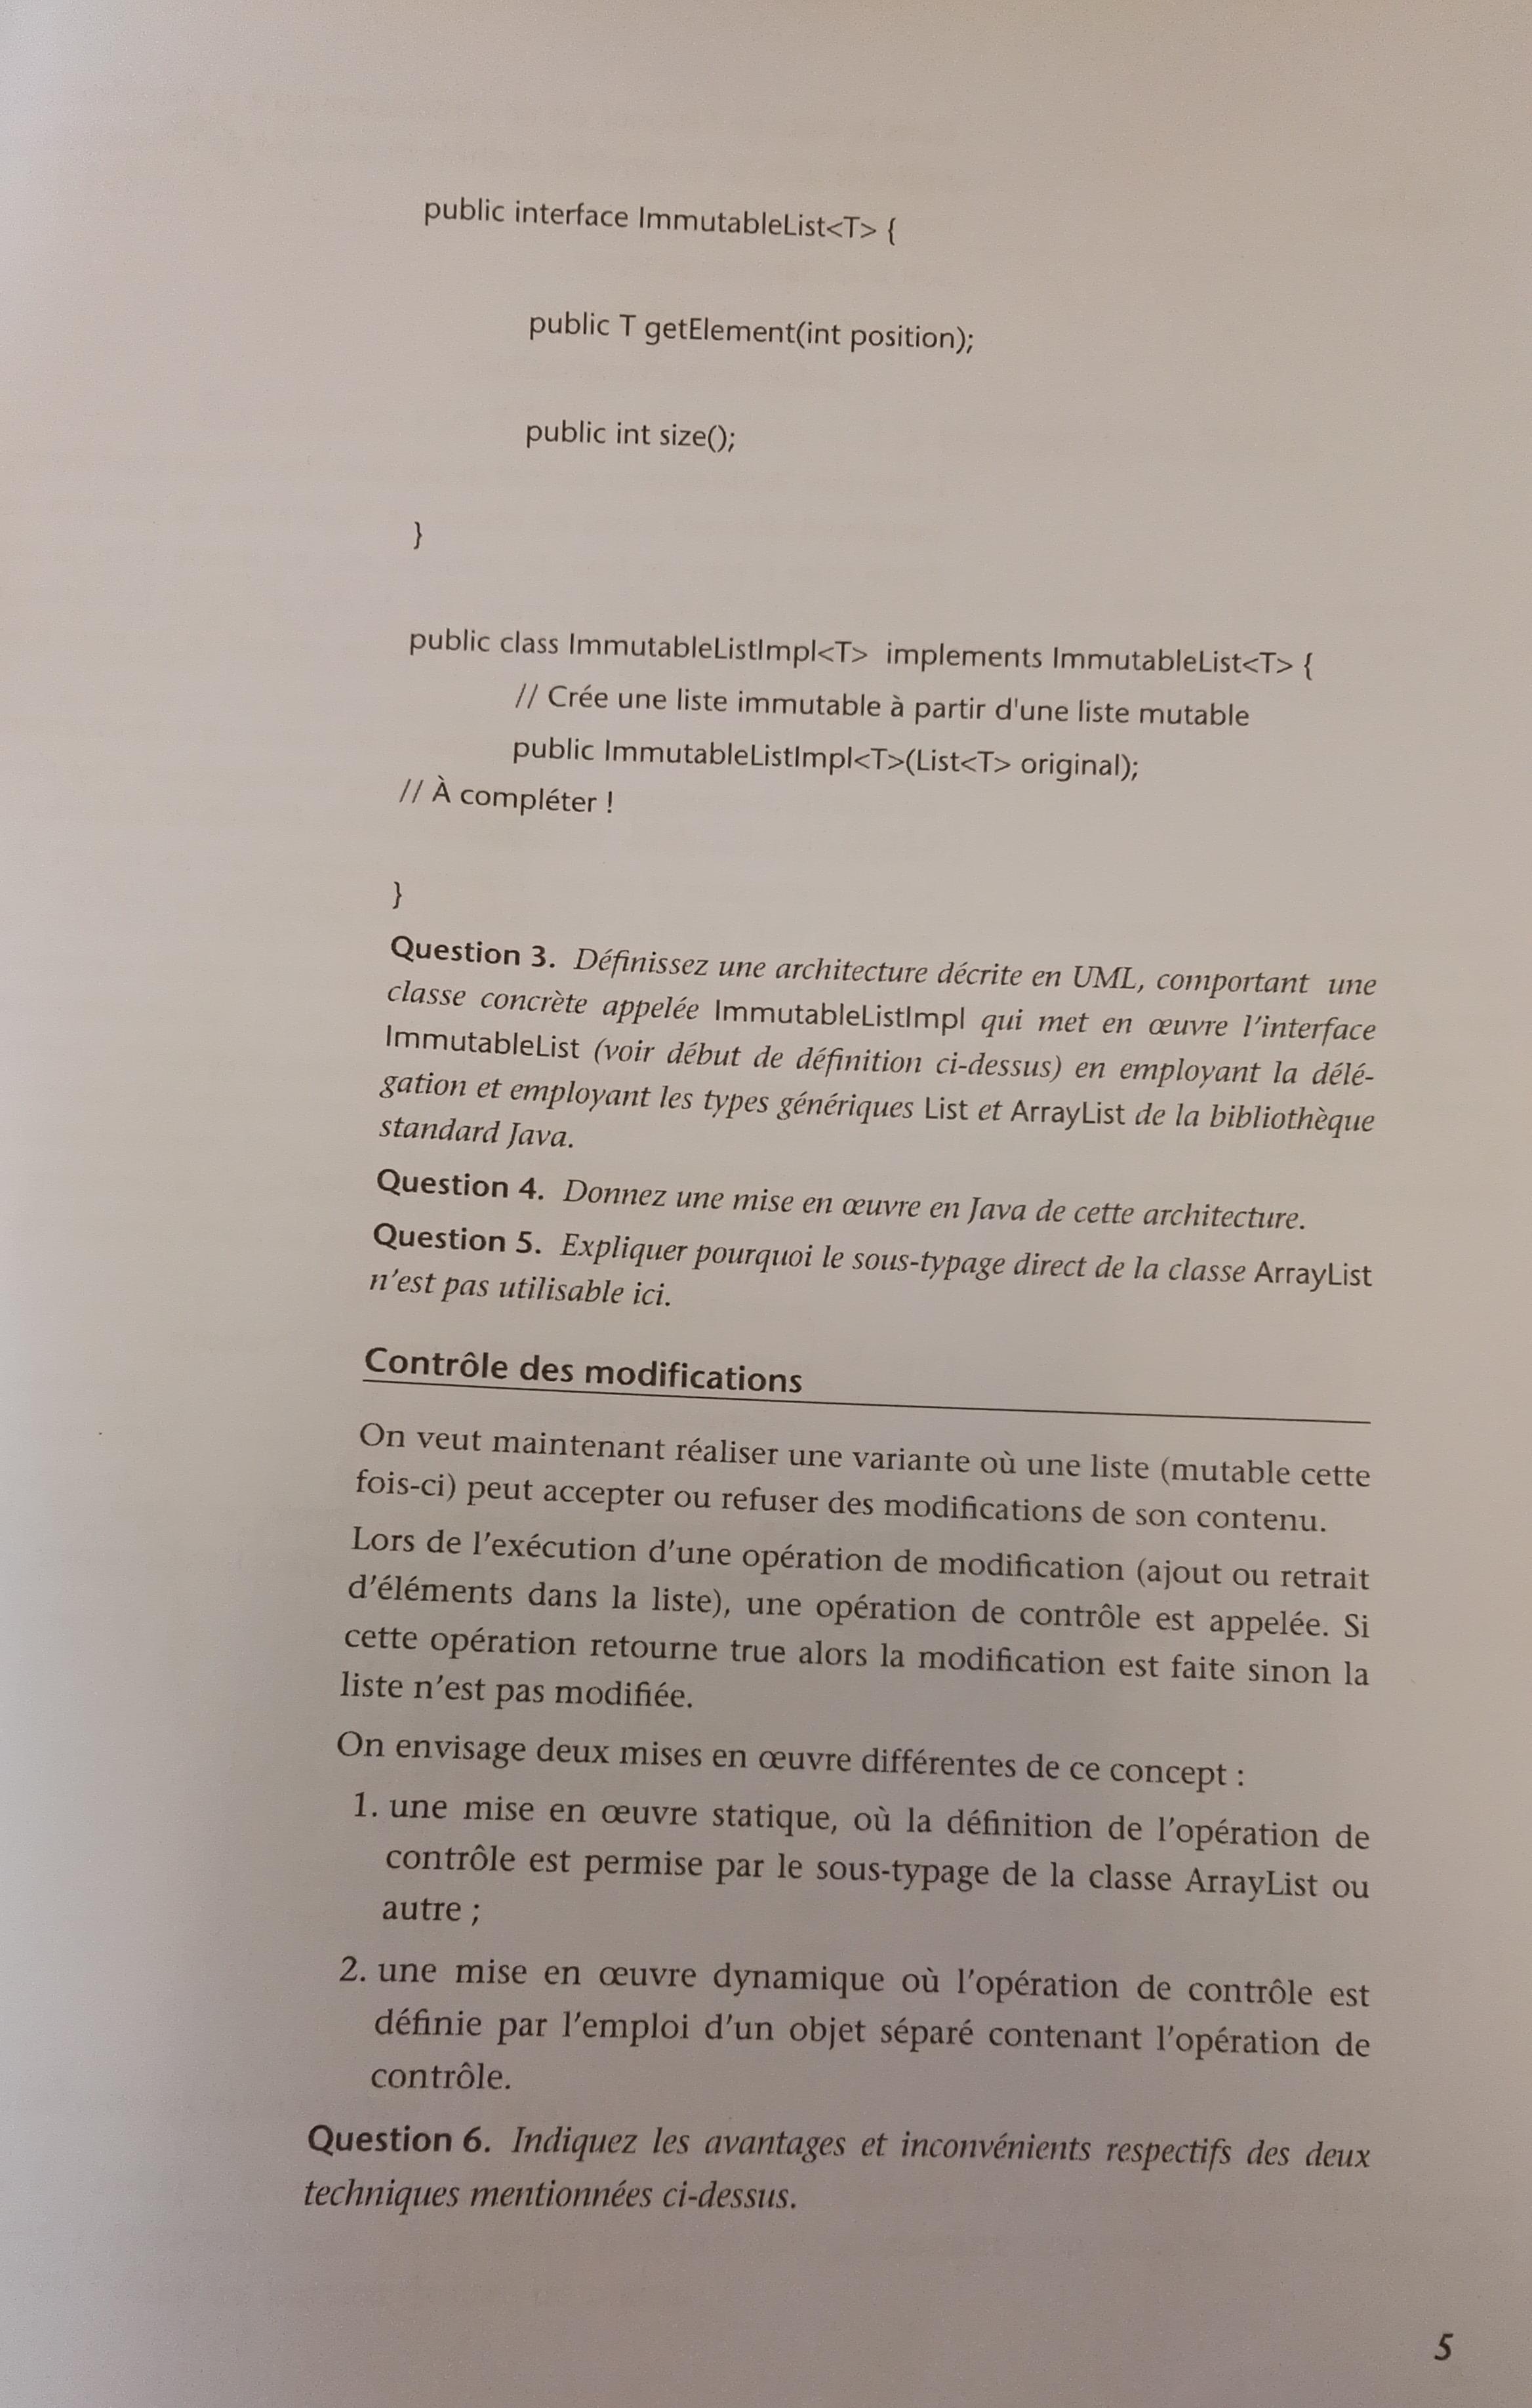 public interface ImmutableList<T> {
public T getElement(int position);
public int size();
}
public class ImmutableListImpl<T> implements ImmutableList<T> {
// Crée une liste immutable à partir d'une liste mutable
public ImmutableListImpl<T>(List<T> original);
// À compléter !
}
Question 3. Définissez une architecture décrite en UML, comportant une
classe concrète appelée ImmutableListImpl qui met en œuvre l’interface
ImmutableList (voir début de définition ci-dessus) en employant la délé-
gation et employant les types génériques List et ArrayList de la bibliothèque
standard Java.
Question 4. Donnez une mise en œuvre en Java de cette architecture.
Question 5. Expliquer pourquoi le sous-typage direct de la classe ArrayList
n’est pas utilisable ici.
Contrôle des modifications
On veut maintenant réaliser une variante où une liste (mutable cette
fois-ci) peut accepter ou refuser des modifications de son contenu.
Lors de l’exécution d’une opération de modification (ajout ou retrait
d’éléments dans la liste), une opération de contrôle est appelée. Si
cette opération retourne true alors la modification est faite sinon la
liste n’est pas modifiée.
On envisage deux mises en œuvre différentes de ce concept :
1. une mise en œuvre statique, où la définition de l’opération de
contrôle est permise par le sous-typage de la classe ArrayList ou
autre ;
2. une mise en œuvre dynamique où l’opération de contrôle est
définie par l’emploi d’un objet séparé contenant l’opération de
contrôle.
Question 6. Indiquez les avantages et inconvénients respectifs des deux
techniques mentionnées ci-dessus.
5